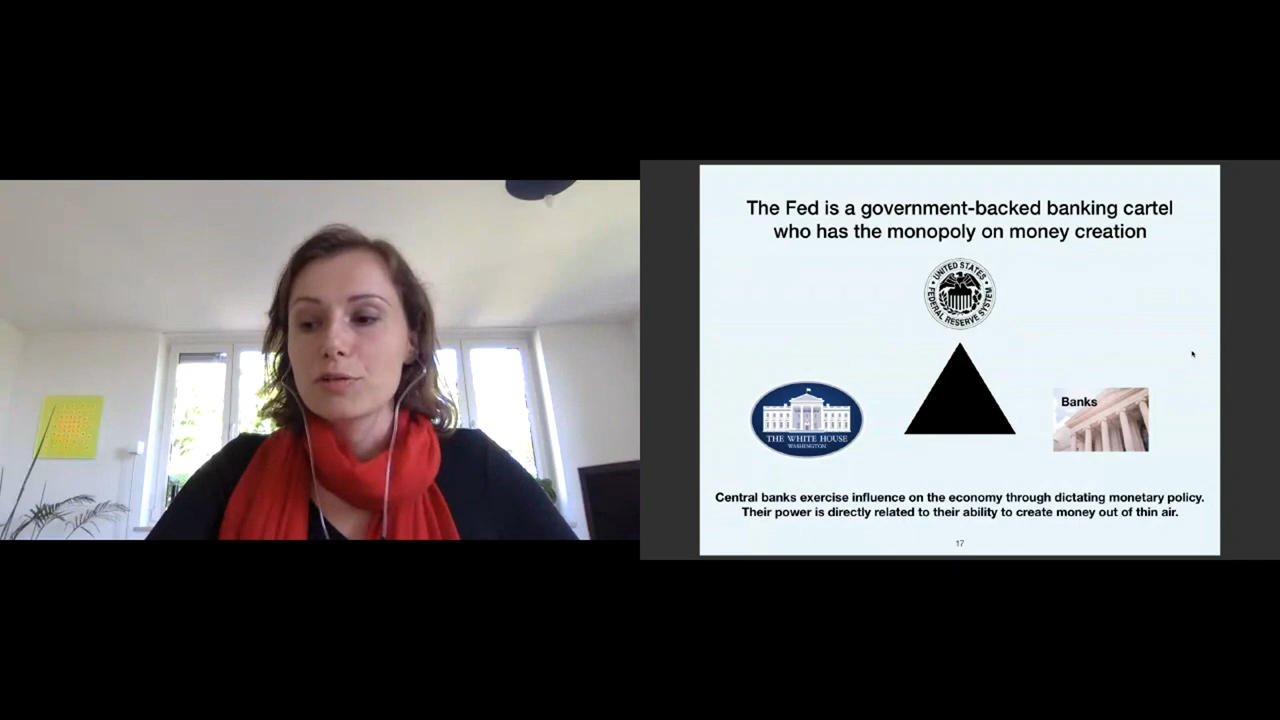 The Fed is a government-backed banking cartel
who has the monopoly on money creation
UNITED STATES
FEDERAL RESERVE SYSTEM
THE WHITE HOUSE
WASHINGTON
Banks
Central banks exercise influence on the economy through dictating monetary policy.
Their power is directly related to their ability to create money out of thin air.
17